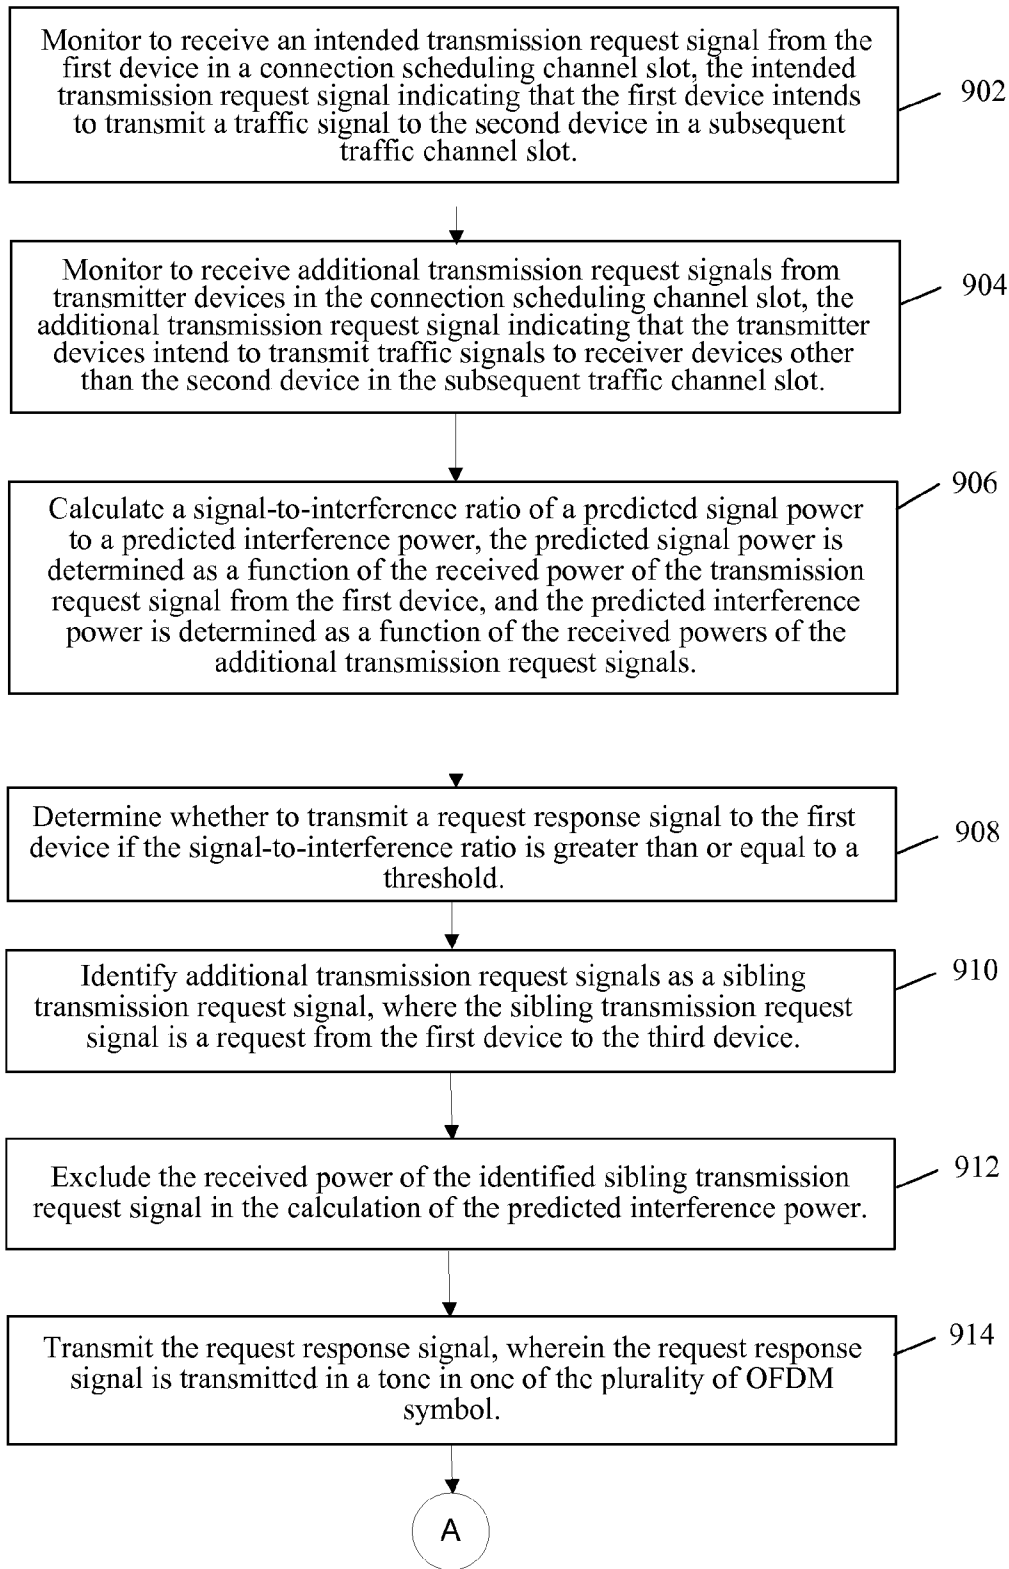 Monitor to receive an intended transmission request signal from the
first device in a connection scheduling channel slot, the intended
transmission request signal indicating that the first device intends
to transmit a traffic signal to the second device in a subsequent
traffic channel slot.
902
Monitor to receive additional transmission request signals from
transmitter devices in the connection scheduling channel slot, the
additional transmission request signal indicating that the transmitter
devices intend to transmit traffic signals to receiver devices other
than the second device in the subsequent traffic channel slot.
904
Calculate a signal-to-interference ratio of a predicted signal power
to a predicted interference power, the predicted signal power is
determined as a function of the received power of the transmission
request signal from the first device, and the predicted interference
power is determined as a function of the received powers of the
additional transmission request signals.
906
Determine whether to transmit a request response signal to the first
device if the signal-to-interference ratio is greater than or equal to a
threshold.
908
Identify additional transmission request signals as a sibling
transmission request signal, where the sibling transmission request
signal is a request from the first device to the third device.
910
Exclude the received power of the identified sibling transmission
request signal in the calculation of the predicted interference power.
912
Transmit the request response signal, wherein the request response
signal is transmitted in a tone in one of the plurality of OFDM
symbol.
914
A